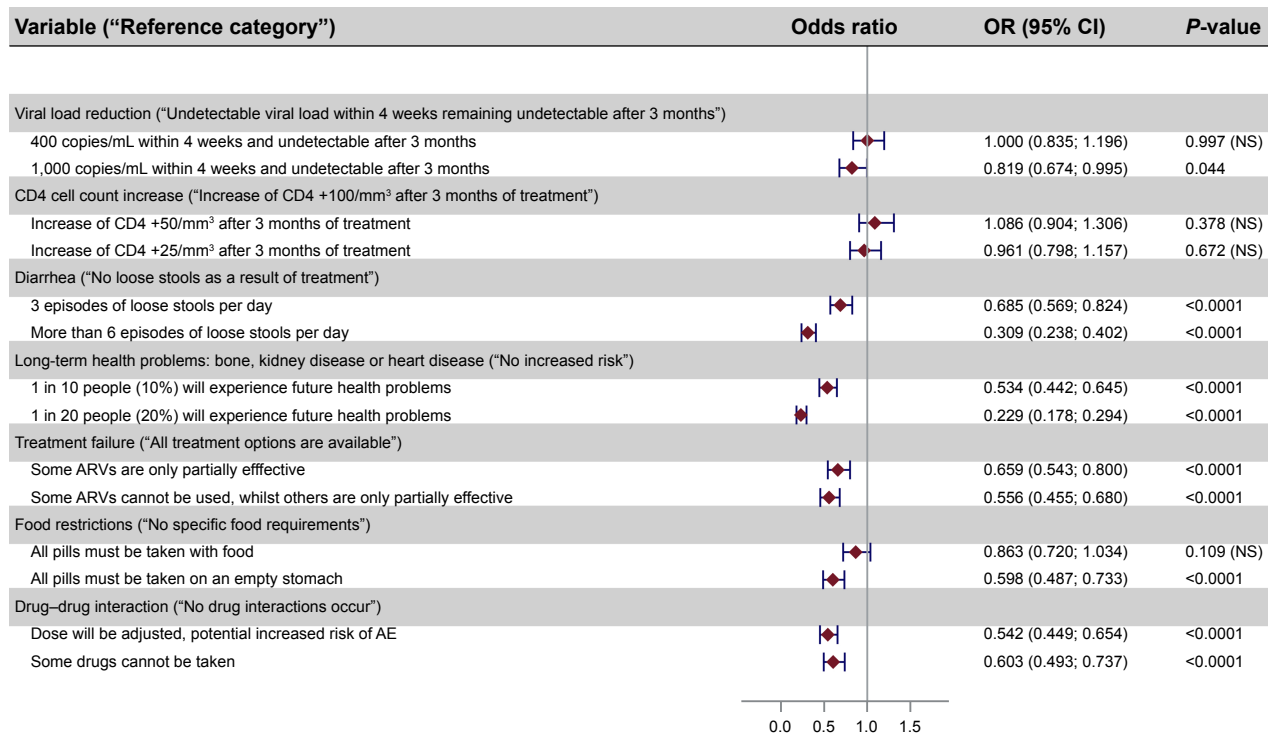 Variable (“Reference category”) Odds ratio OR (95% CI) P-value
Viral load reduction (“Undetectable viral load within 4 weeks remaining undetectable after 3 months”)
400 copies/mL within 4 weeks and undetectable after 3 months 1.000 (0.835; 1.196) 0.997 (NS)
1,000 copies/mL within 4 weeks and undetectable after 3 months 0.819 (0.674; 0.995) 0.044
CD4 cell count increase (“Increase of CD4 +100/mm³ after 3 months of treatment”)
Increase of CD4 +50/mm³ after 3 months of treatment 1.086 (0.904; 1.306) 0.378 (NS)
Increase of CD4 +25/mm³ after 3 months of treatment 0.961 (0.798; 1.157) 0.672 (NS)
Diarrhea (“No loose stools as a result of treatment”)
3 episodes of loose stools per day 0.685 (0.569; 0.824) <0.0001
More than 6 episodes of loose stools per day 0.309 (0.238; 0.402) <0.0001
Long-term health problems: bone, kidney disease or heart disease (“No increased risk”)
1 in 10 people (10%) will experience future health problems 0.534 (0.442; 0.645) <0.0001
1 in 20 people (20%) will experience future health problems 0.229 (0.178; 0.294) <0.0001
Treatment failure (“All treatment options are available”)
Some ARVs are only partially efffective 0.659 (0.543; 0.800) <0.0001
Some ARVs cannot be used, whilst others are only partially effective 0.556 (0.455; 0.680) <0.0001
Food restrictions (“No specific food requirements”)
All pills must be taken with food 0.863 (0.720; 1.034) 0.109 (NS)
All pills must be taken on an empty stomach 0.598 (0.487; 0.733) <0.0001
Drug–drug interaction (“No drug interactions occur”)
Dose will be adjusted, potential increased risk of AE 0.542 (0.449; 0.654) <0.0001
Some drugs cannot be taken 0.603 (0.493; 0.737) <0.0001
0.0 0.5 1.0 1.5